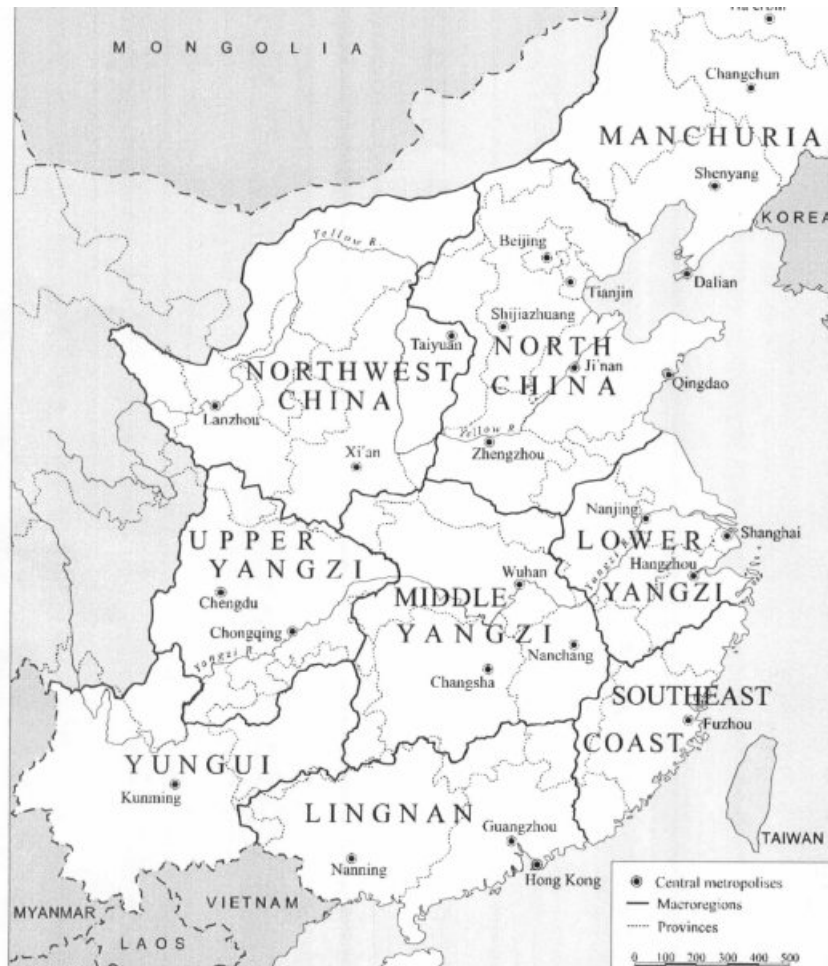 MONGOLIA
Changchun
MANCHURIA
Shenyang
KOREA
Yellow R.
Beijing
Tianjin
Dalian
Shijiazhuang
Taiyuan
NORTH
CHINA
Ji'nan
Qingdao
NORTHWEST
CHINA
Lanzhou
Yellow R.
Zhengzhou
Xi'an
Nanjing
Shanghai
UPPER
YANGZI
LOWER
YANGZI
Hangzhou
Yangzi R.
Wuhan
MIDDLE
YANGZI
Chengdu
Chongqing
Yangzi R.
Nanchang
Changsha
SOUTHEAST
COAST
Fuzhou
YUNGUI
Kunming
LINGNAN
Guangzhou
Nanning
Hong Kong
TAIWAN
VIETNAM
MYANMAR
LAOS
Central metropolises
Macroregions
Provinces
0 100 200 300 400 500